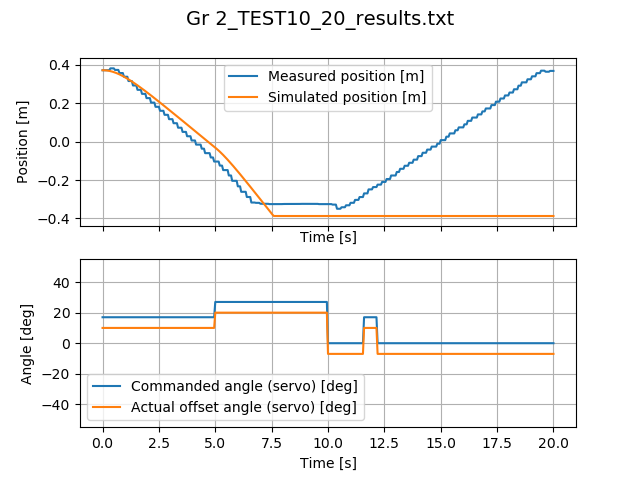 Gr 2_TEST10_20_results.txt
0.4
0.2
0.0
−0.2
−0.4
Position [m]
Measured position [m]
Simulated position [m]
Time [s]
40
20
0
−20
−40
Angle [deg]
Commanded angle (servo) [deg]
Actual offset angle (servo) [deg]
0.0 2.5 5.0 7.5 10.0 12.5 15.0 17.5 20.0
Time [s]